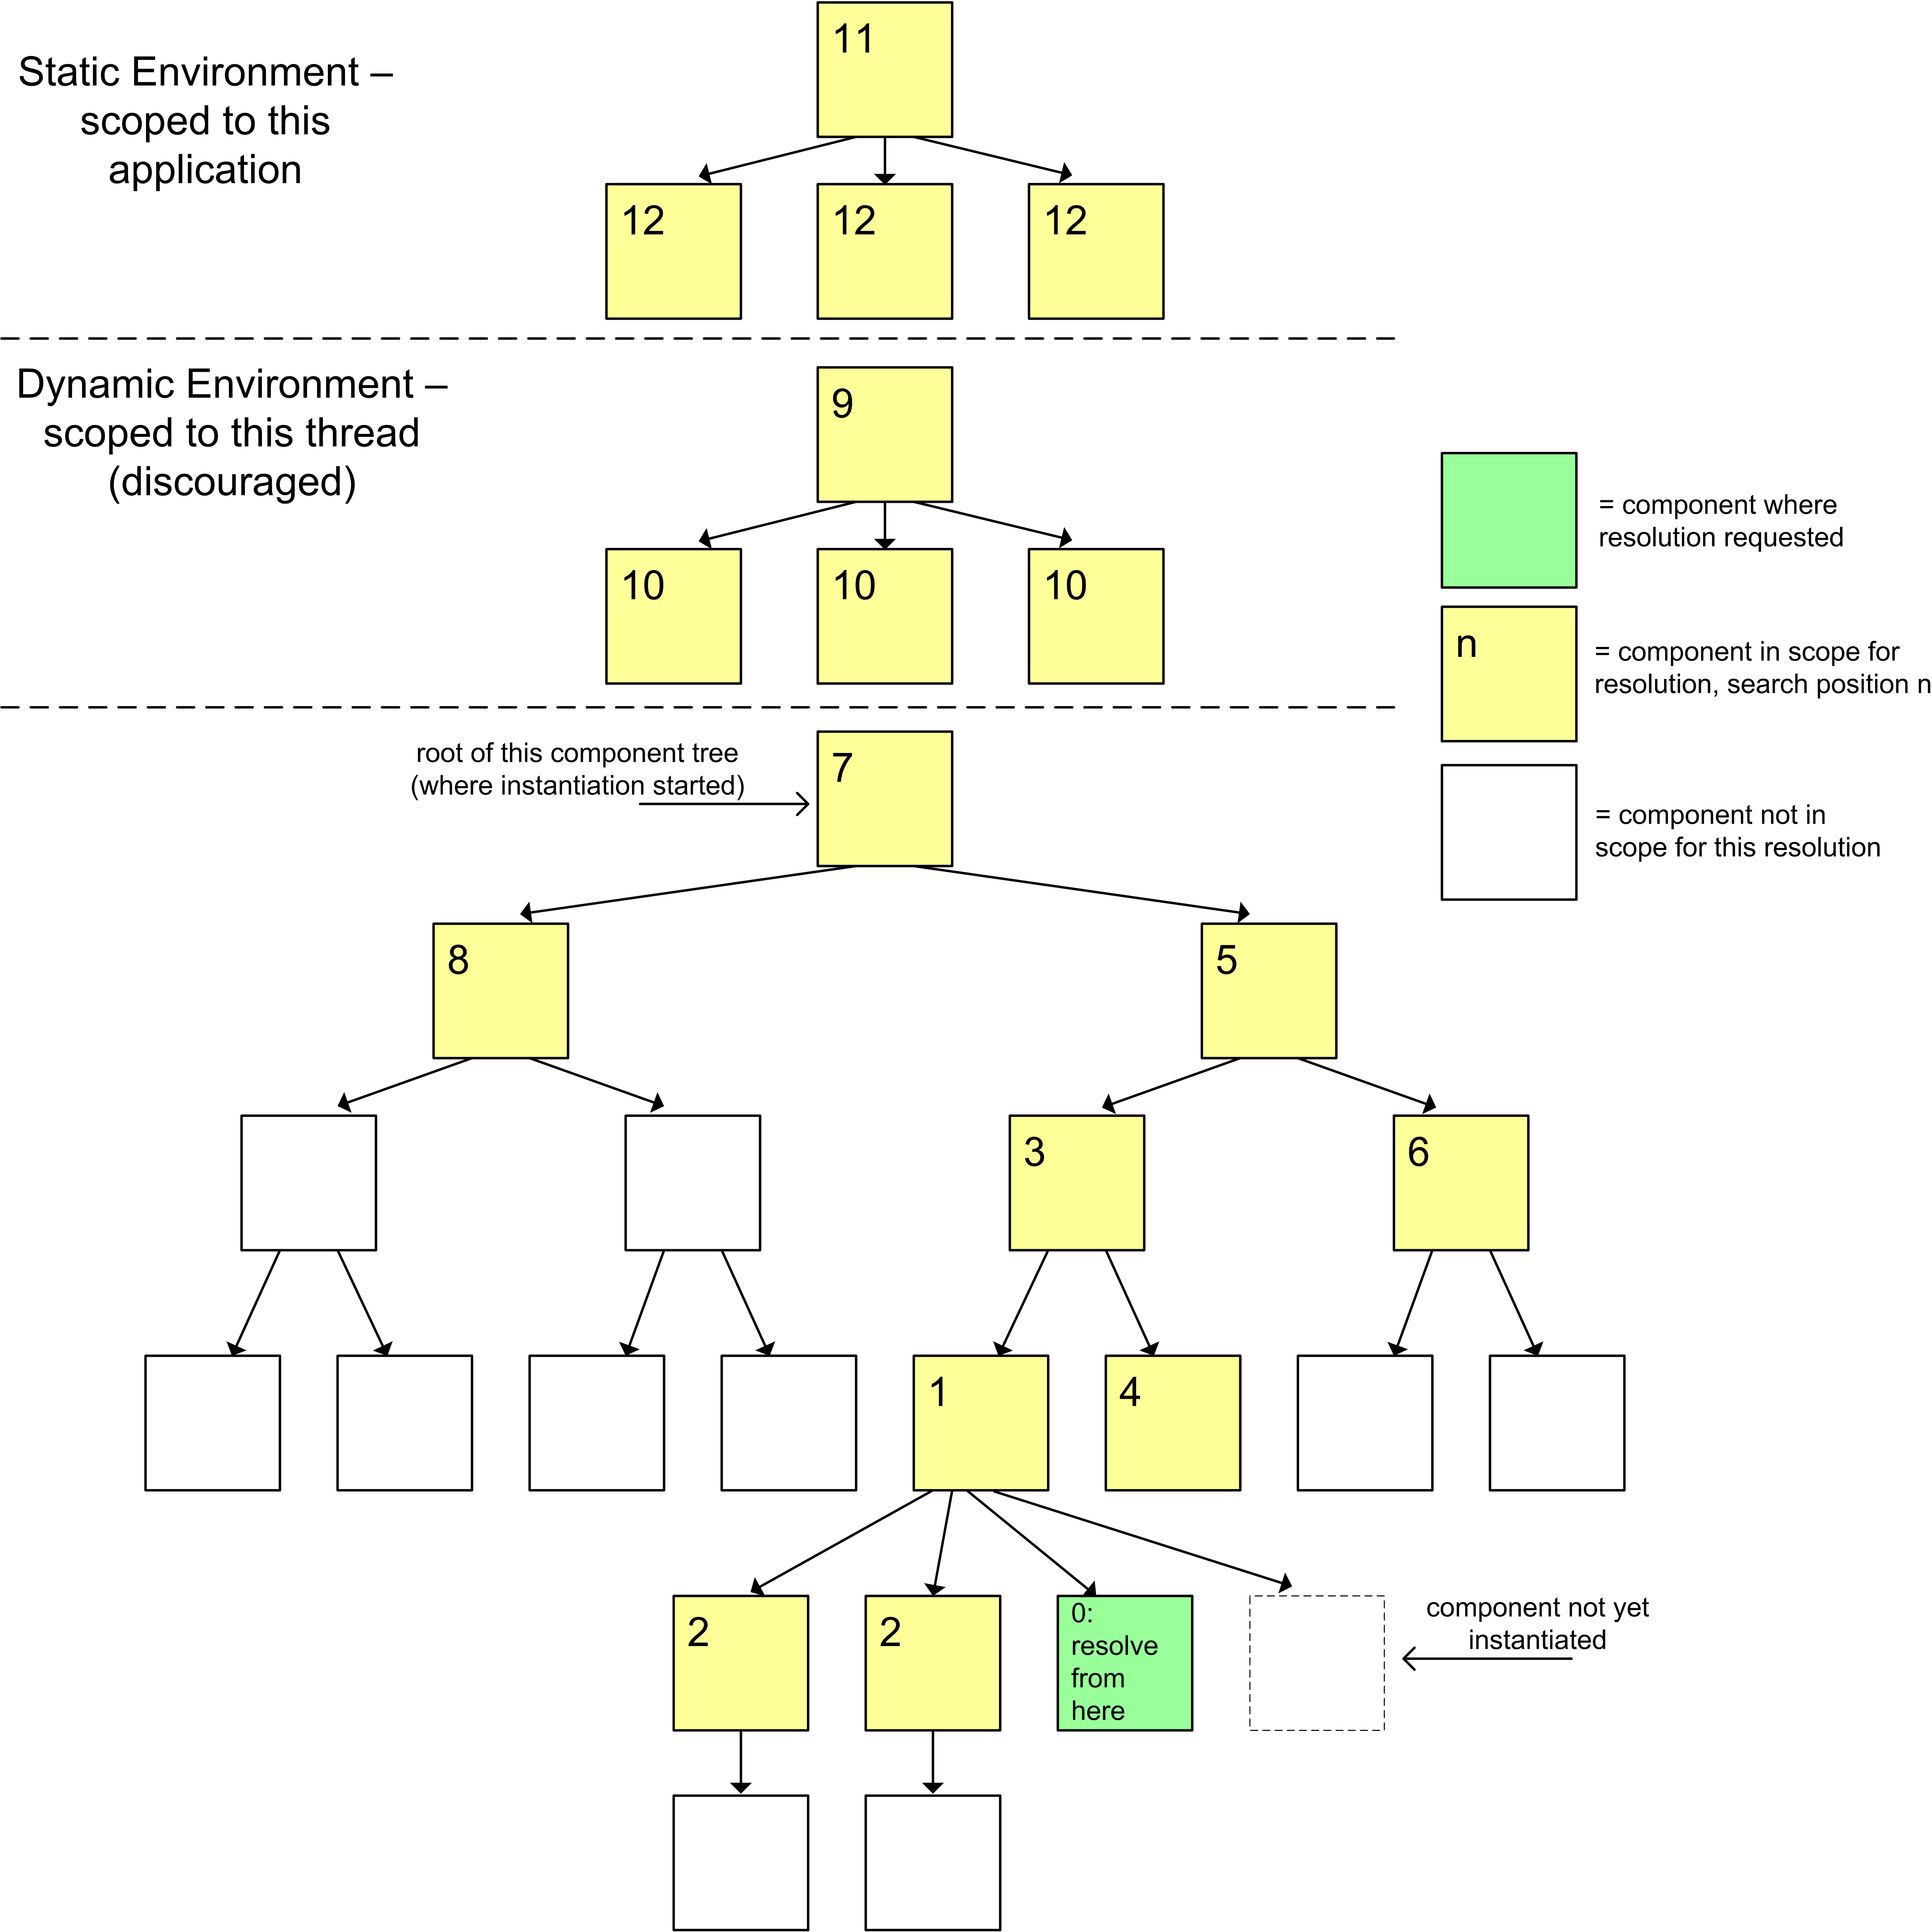 11
Static Environment –
scoped to this
application
12
12
12
Dynamic Environment –
scoped to this thread
(discouraged)
9
10
10
10
= component where
resolution requested
n
= component in scope for
resolution, search position n
= component not in
scope for this resolution
root of this component tree
(where instantiation started)
7
8
5
3
6
1
4
2
2
0:
resolve
from
here
component not yet
instantiated